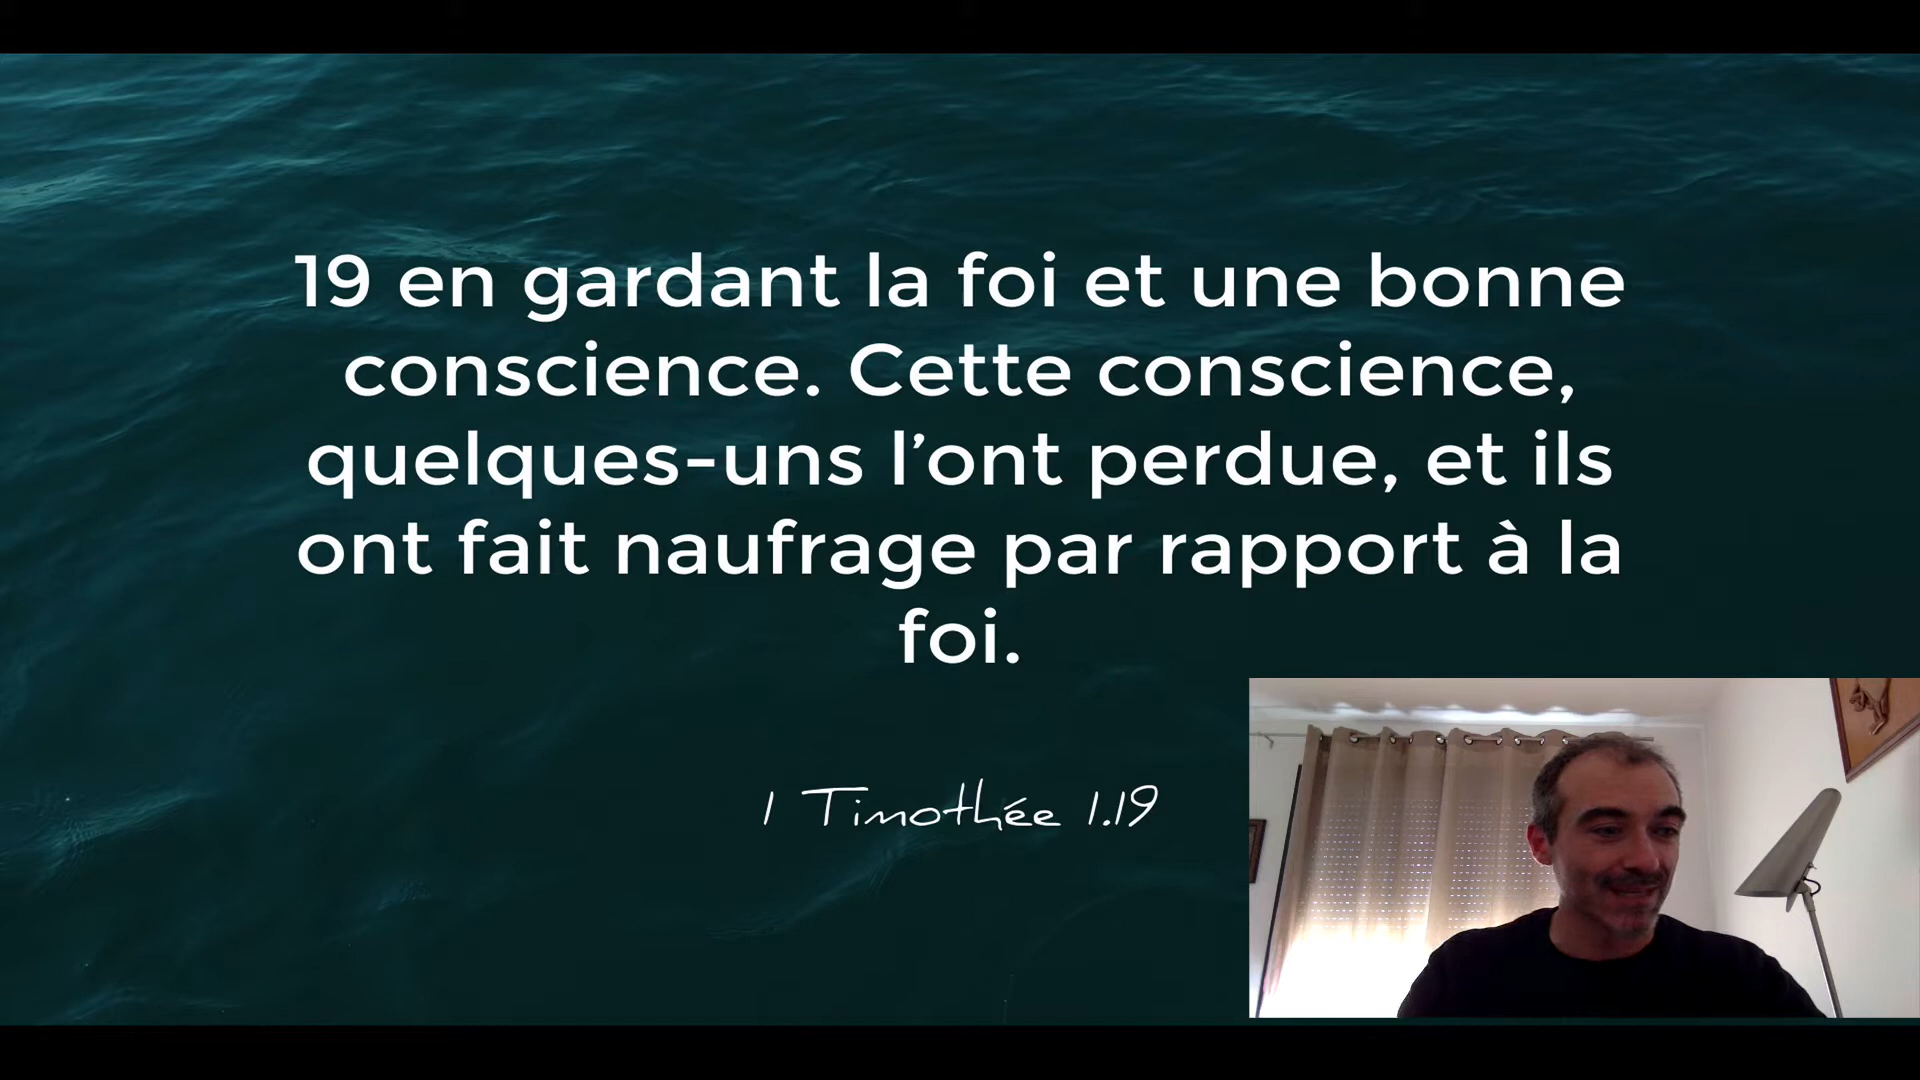 19 en gardant la foi et une bonne
conscience. Cette conscience,
quelques-uns l’ont perdue, et ils
ont fait naufrage par rapport à la
foi.
1 Timothée 1.19